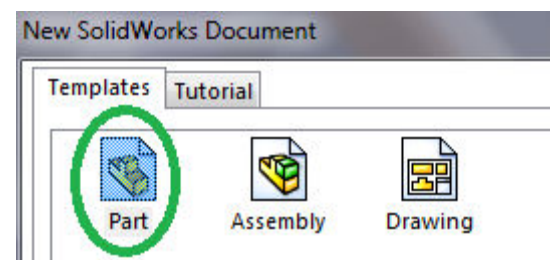 New SolidWorks Document
Templates Tutorial
Part Assembly Drawing